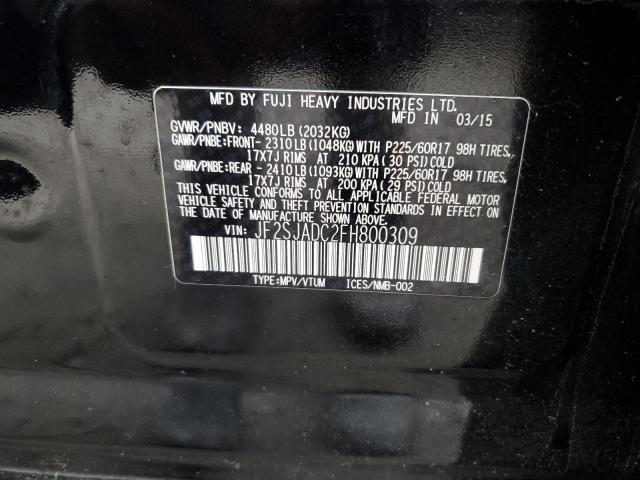 MFD BY FUJI HEAVY INDUSTRIES LTD.
MFD IN 03/15
GVWR/PNBV: 4480LB (2032KG)
GAWR/PNBE:FRONT- 2310LB (1048KG) WITH P225/60R17 98H TIRES,
17X7J RIMS AT 210 KPA (30 PSI) COLD
GAWR/PNBE:REAR - 2410LB (1093KG) WITH P225/60R17 98H TIRES,
17X7J RIMS AT 200 KPA (29 PSI) COLD
THIS VEHICLE CONFORMS TO ALL APPLICABLE FEDERAL MOTOR
VEHICLE SAFETY STANDARDS IN EFFECT ON THE
DATE OF MANUFACTURE SHOWN ABOVE.
VIN: JF2SJADC2FH800309
TYPE:MPV/VTUM ICES/NMB-002